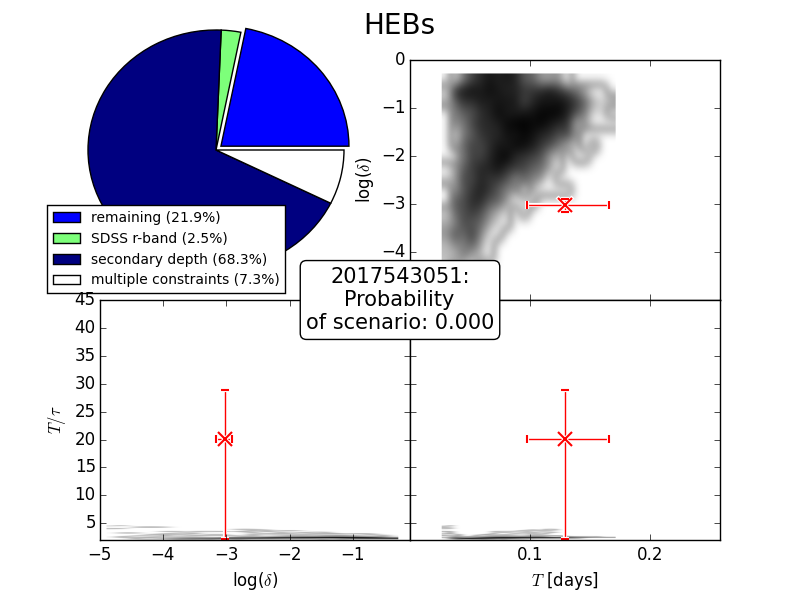 HEBs
remaining (21.9%)
SDSS r-band (2.5%)
secondary depth (68.3%)
multiple constraints (7.3%)
0
−1
−2
−3
−4
log(δ)
2017543051:
Probability
of scenario: 0.000
45
40
35
30
25
20
15
10
5
T/τ
−5 −4 −3 −2 −1
log(δ)
0.1 0.2
T [days]